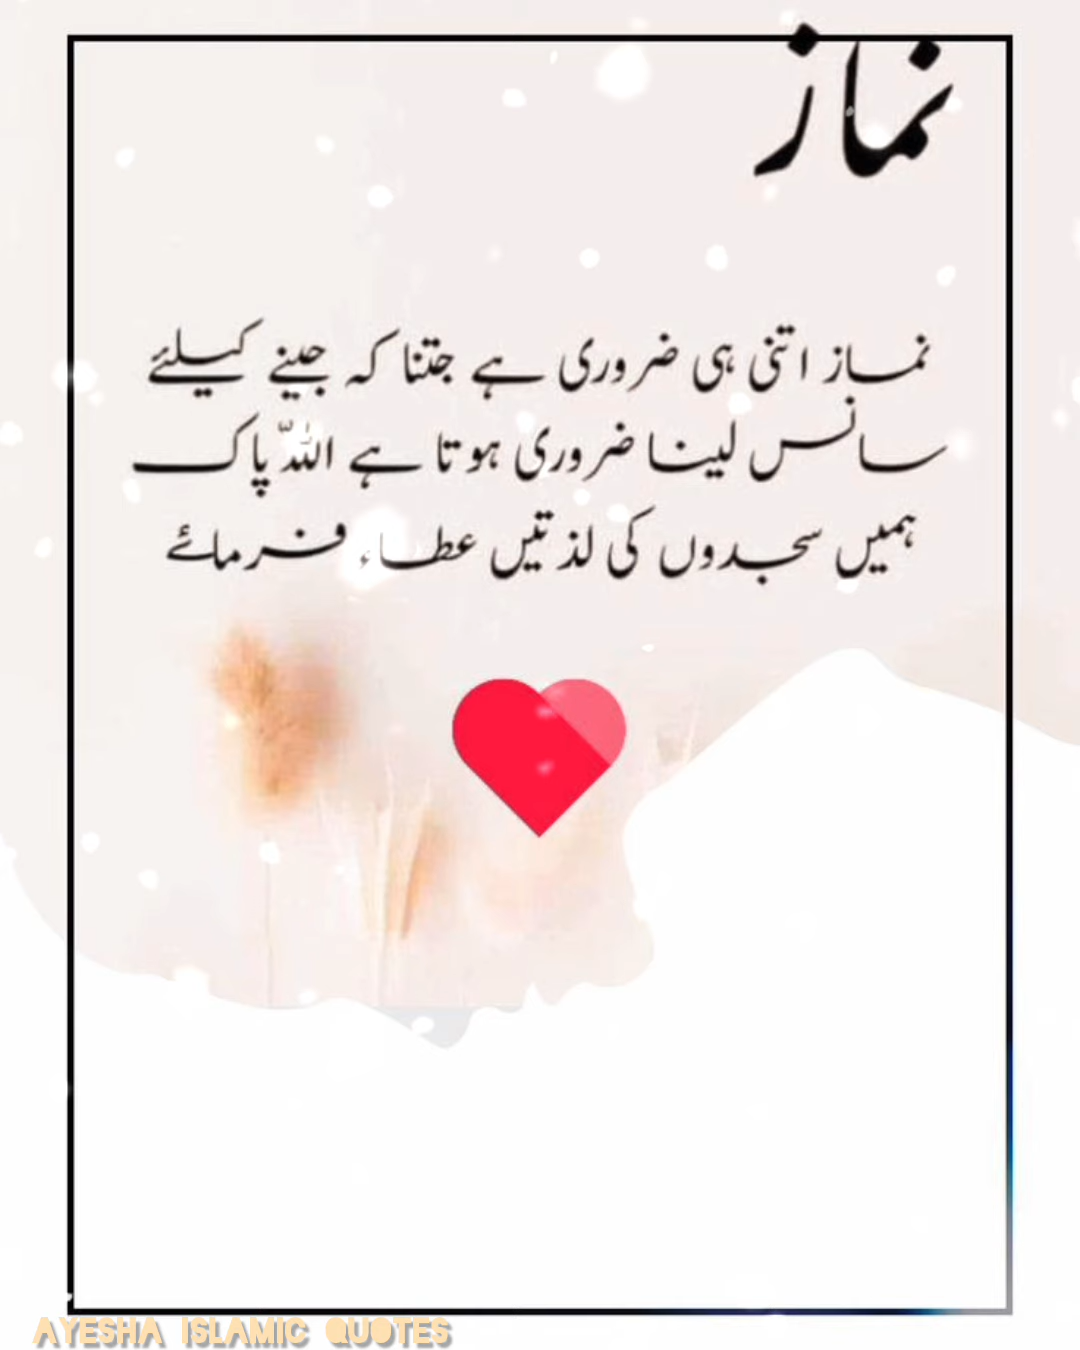 نماز
نماز اتنی ہی ضروری ہے جتنا کہ جینے کیلئے
سانس لینا ضروری ہوتا ہے اللہ پاک
ہمیں سجدوں کی لذتیں عطاء فرمائے
AYESHA ISLAMIC QUOTES